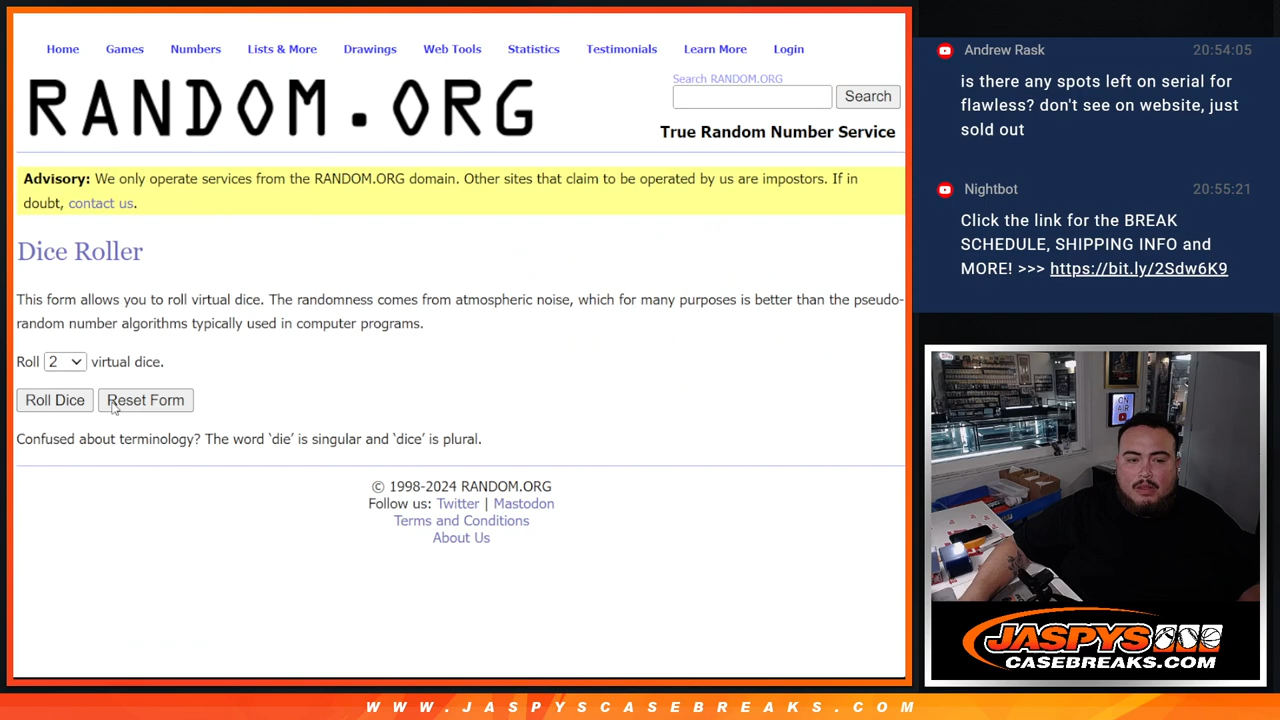 Home Games Numbers Lists & More Drawings Web Tools Statistics Testimonials Learn More Login
RANDOM.ORG
Search RANDOM.ORG
Search
True Random Number Service
Advisory: We only operate services from the RANDOM.ORG domain. Other sites that claim to be operated by us are impostors. If in
doubt, contact us.
Dice Roller
This form allows you to roll virtual dice. The randomness comes from atmospheric noise, which for many purposes is better than the pseudo-
random number algorithms typically used in computer programs.
Roll 2 virtual dice.
Roll Dice Reset Form
Confused about terminology? The word ‘die’ is singular and ‘dice’ is plural.
© 1998-2024 RANDOM.ORG
Follow us: Twitter | Mastodon
Terms and Conditions
About Us
Andrew Rask 20:54:05
is there any spots left on serial for
flawless? don't see on website, just
sold out
Nightbot 20:55:21
Click the link for the BREAK
SCHEDULE, SHIPPING INFO and
MORE! >>> https://bit.ly/2Sdw6K9
ON
AIR
JASPYS
CASEBREAKS.COM
WWW.JASPYSCASEBREAKS.COM